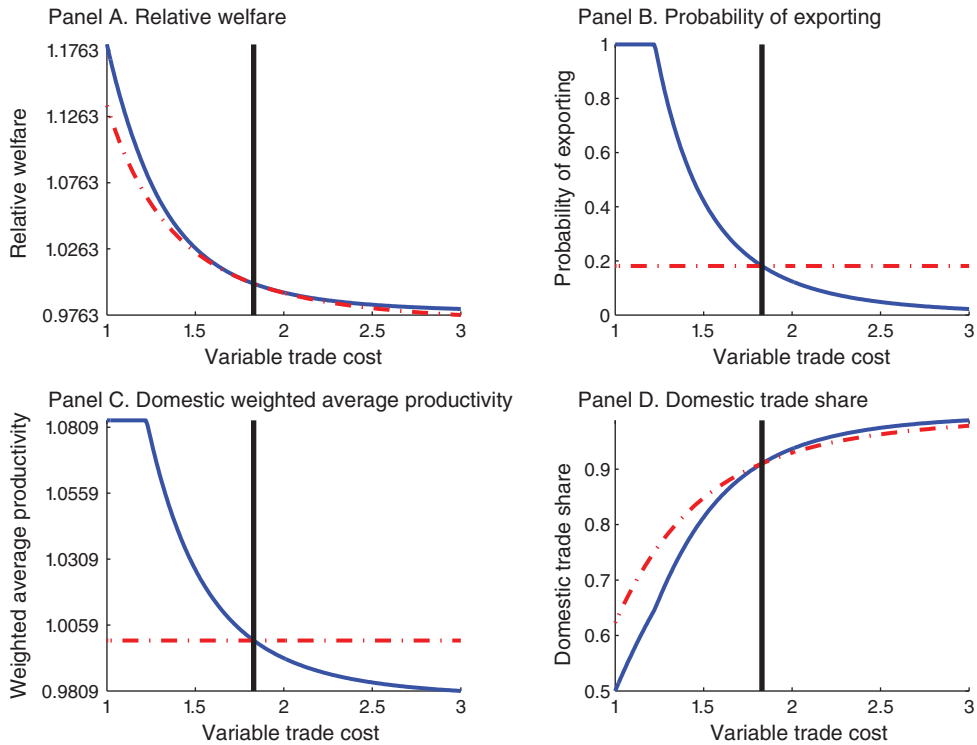 Panel A. Relative welfare
1.1763
1.1263
1.0763
1.0263
0.9763
Relative welfare
1 1.5 2 2.5 3
Variable trade cost
Panel B. Probability of exporting
1
0.8
0.6
0.4
0.2
0
Probability of exporting
1 1.5 2 2.5 3
Variable trade cost
Panel C. Domestic weighted average productivity
1.0809
1.0559
1.0309
1.0059
0.9809
Weighted average productivity
1 1.5 2 2.5 3
Variable trade cost
Panel D. Domestic trade share
0.9
0.8
0.7
0.6
0.5
Domestic trade share
1 1.5 2 2.5 3
Variable trade cost